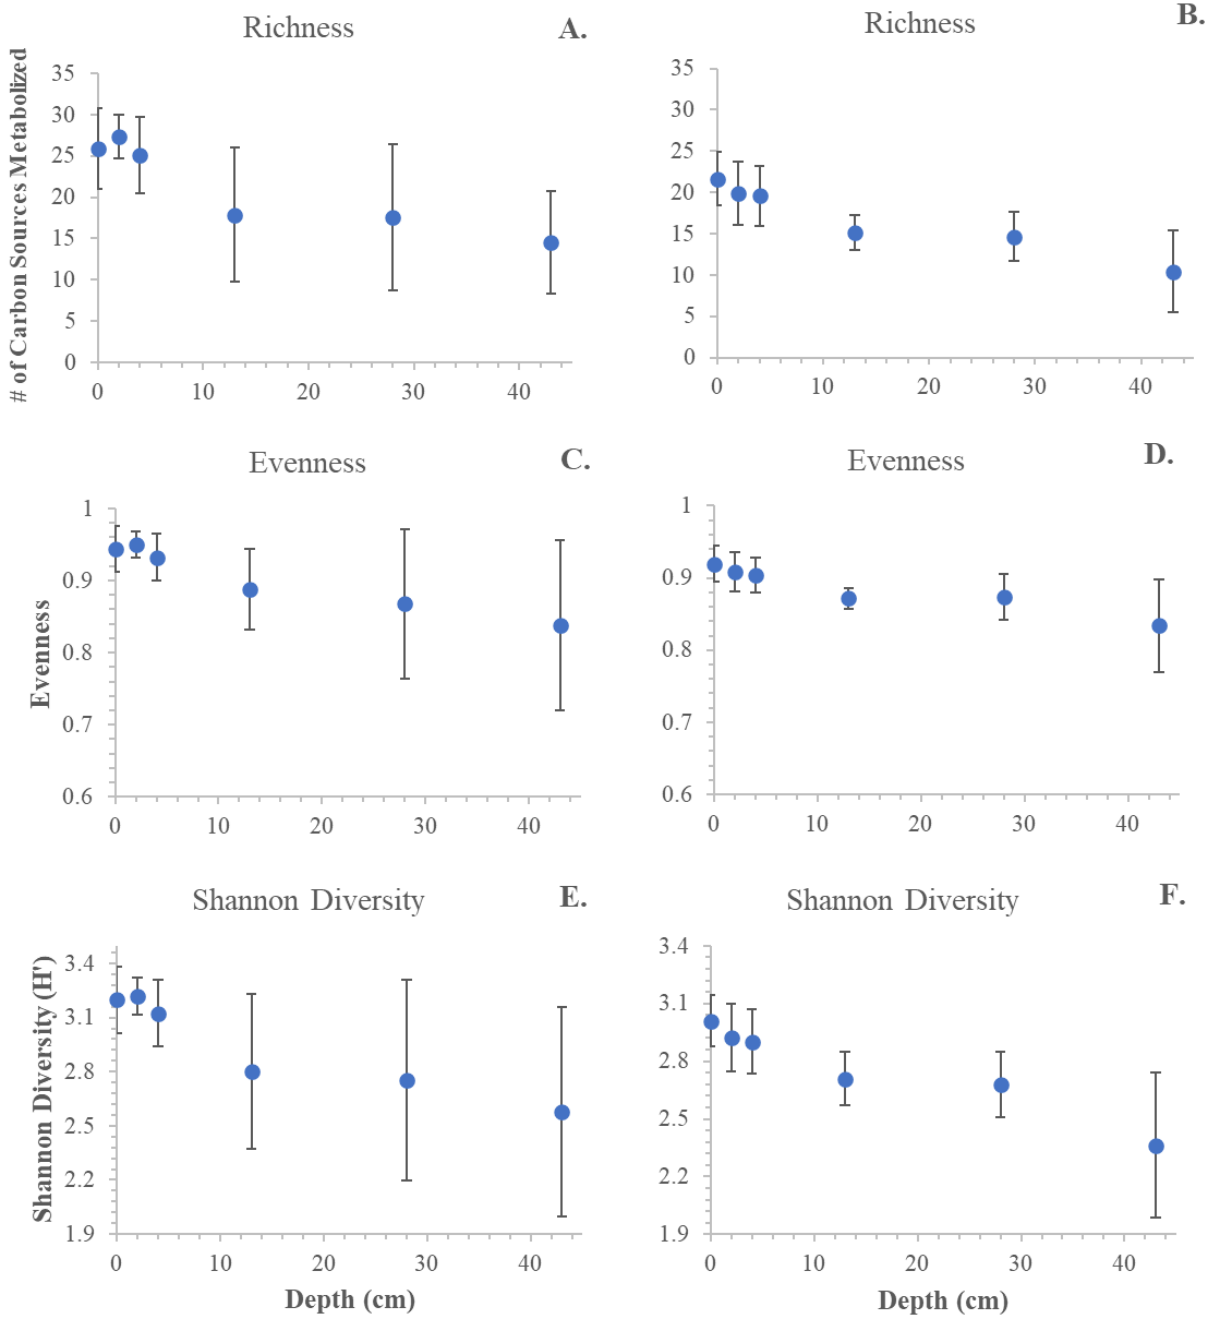 Richness
A.
# of Carbon Sources Metabolized
35
30
25
20
15
10
5
0
0 10 20 30 40
Richness
B.
35
30
25
20
15
10
5
0
0 10 20 30 40
Evenness
C.
Evenness
1
0.9
0.8
0.7
0.6
0 10 20 30 40
Evenness
D.
1
0.9
0.8
0.7
0.6
0 10 20 30 40
Shannon Diversity
E.
Shannon Diversity (H')
3.4
3.1
2.8
2.5
2.2
1.9
0 10 20 30 40
Depth (cm)
Shannon Diversity
F.
3.4
3.1
2.8
2.5
2.2
1.9
0 10 20 30 40
Depth (cm)